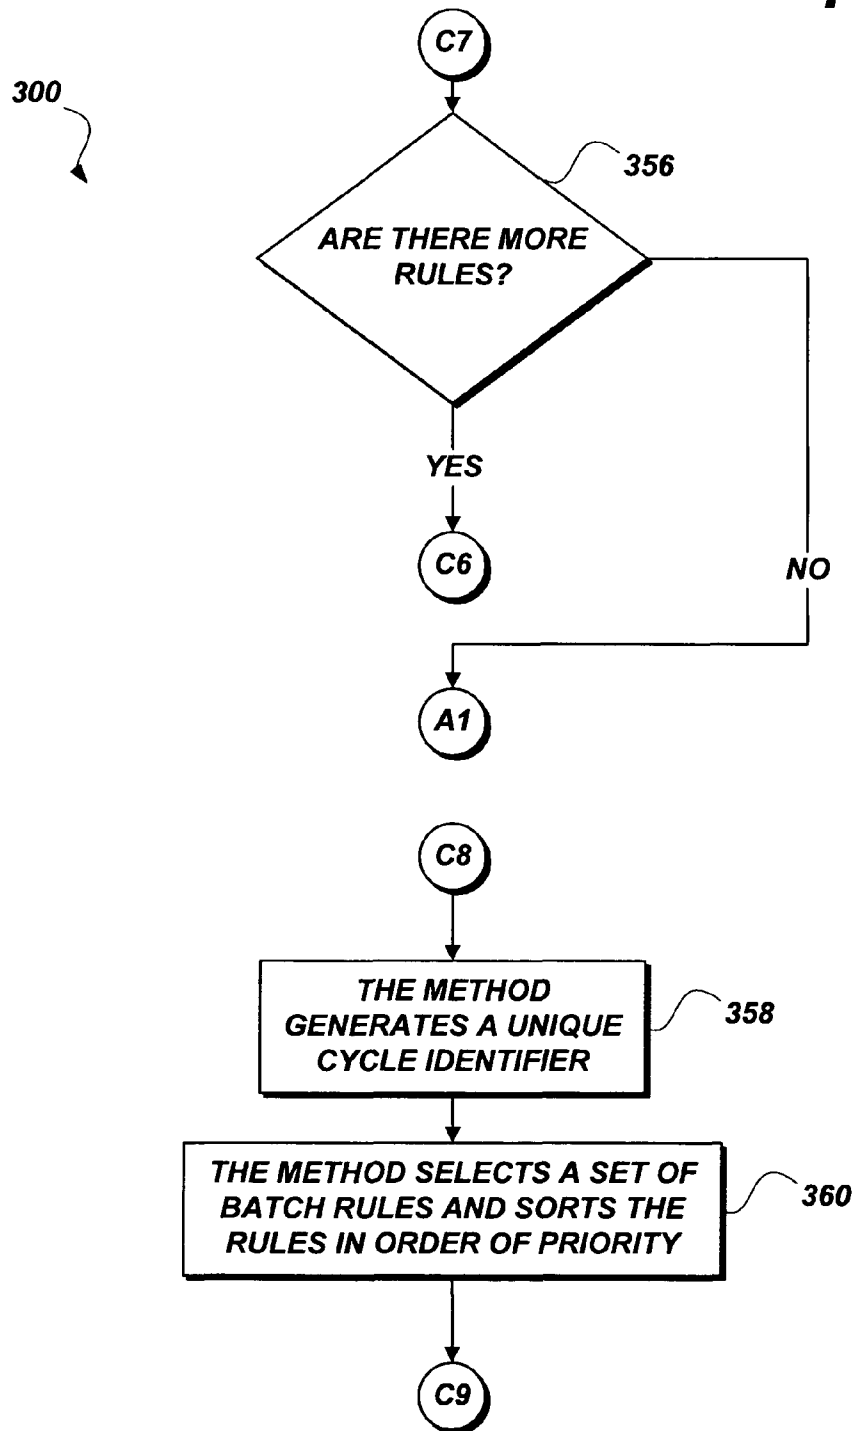 C7
300
356
ARE THERE MORE
RULES?
YES
C6
NO
A1
C8
THE METHOD
GENERATES A UNIQUE
CYCLE IDENTIFIER
358
THE METHOD SELECTS A SET OF
BATCH RULES AND SORTS THE
RULES IN ORDER OF PRIORITY
360
C9